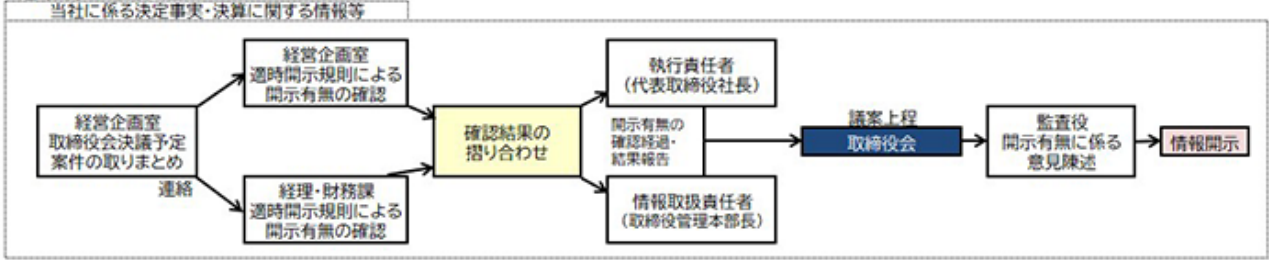 当社に係る決定事実・決算に関する情報等
経営企画室
取締役会決議予定
案件の取りまとめ
連絡
経営企画室
適時開示規則による
開示有無の確認
経理・財務課
適時開示規則による
開示有無の確認
確認結果の
摺り合わせ
執行責任者
（代表取締役社長）
開示有無の
確認経過・
結果報告
情報取扱責任者
（取締役管理本部長）
議案上程
取締役会
監査役
開示有無に係る
意見陳述
情報開示